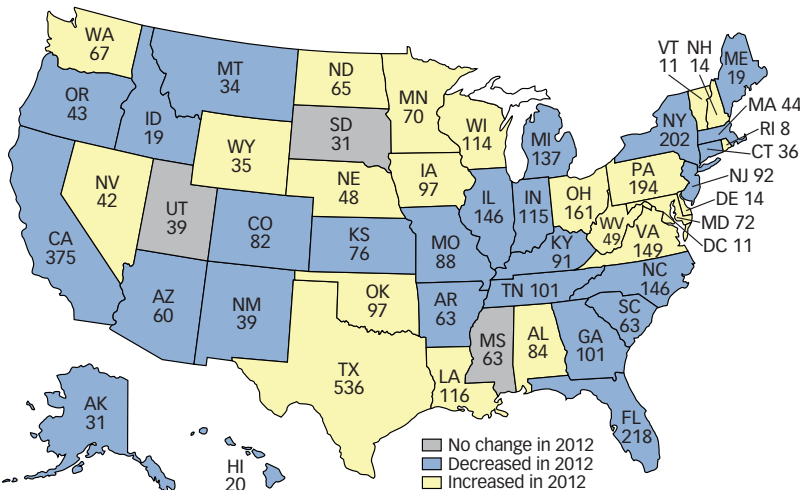 WA
67
MT
34
ND
65
MN
70
VT
11
NH
14
ME
19
OR
43
ID
19
WY
35
SD
31
WI
114
MI
137
NY
202
MA 44
RI 8
CT 36
NJ 92
DE 14
MD 72
DC 11
NV
42
UT
39
CO
82
NE
48
IA
97
IL
146
IN
115
OH
161
PA
194
WV
49
VA
149
CA
375
KS
76
MO
88
KY
91
NC
146
TN 101
SC
63
AZ
60
NM
39
OK
97
AR
63
MS
63
AL
84
GA
101
TX
536
LA
116
FL
218
AK
31
HI
20
No change in 2012
Decreased in 2012
Increased in 2012